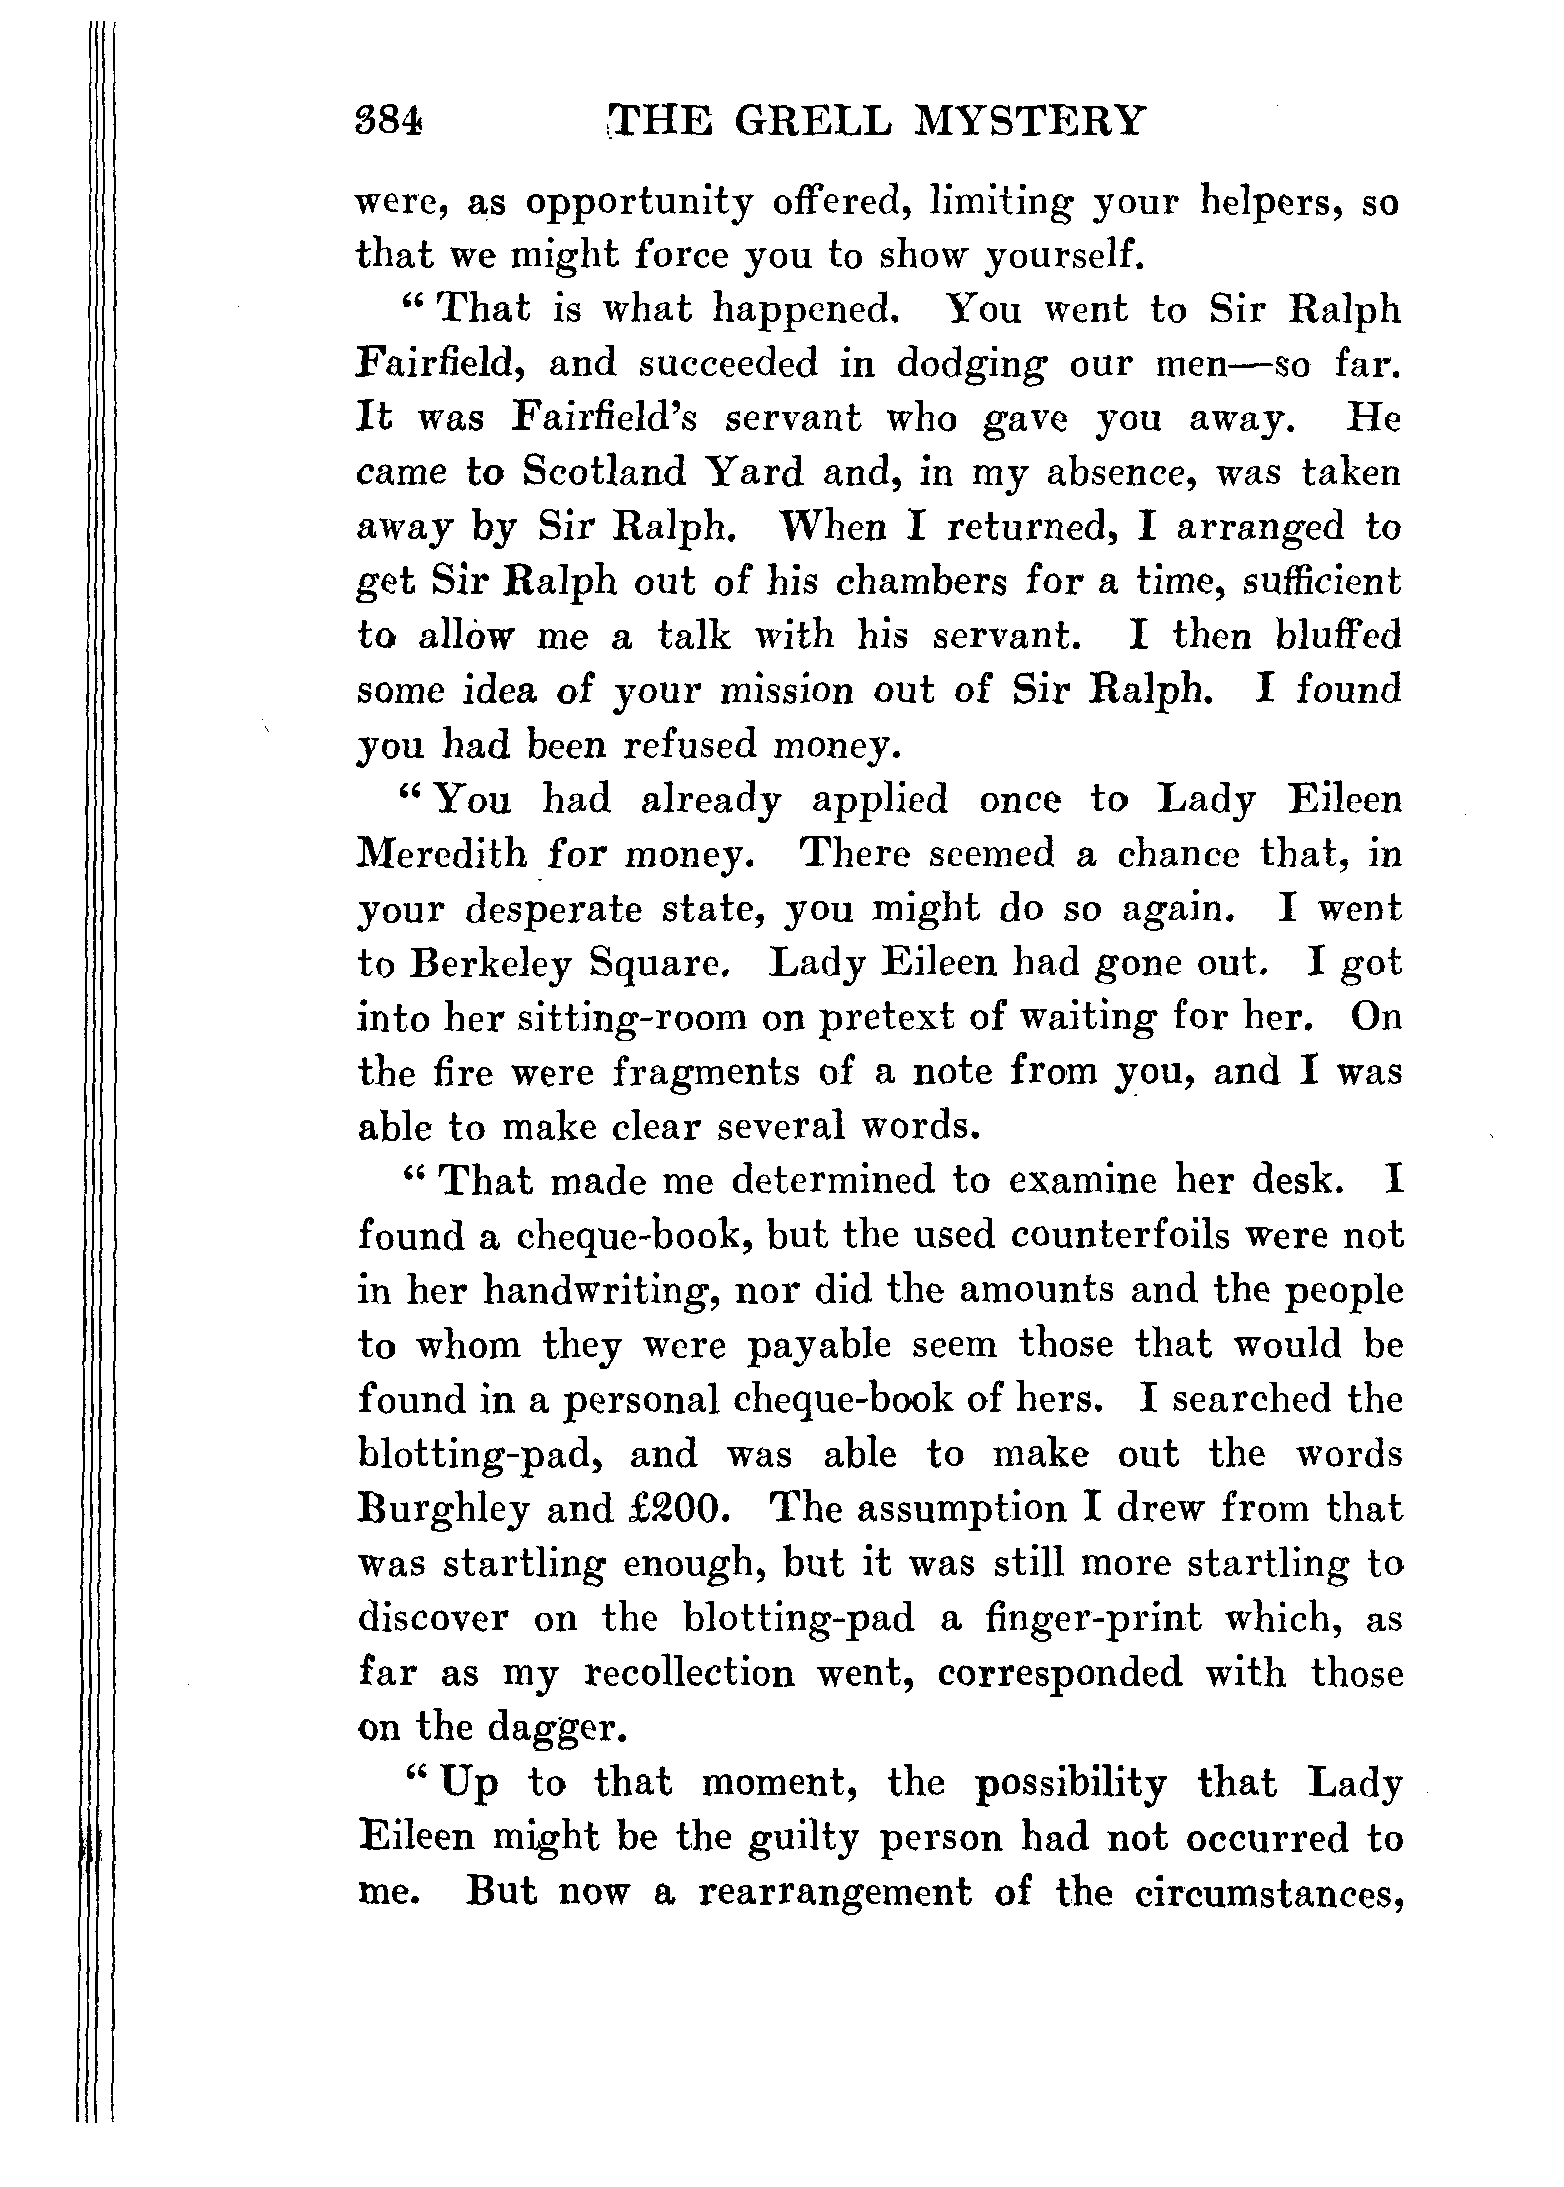 384 THE GRELL MYSTERY
were, as opportunity offered, limiting your helpers, so
that we might force you to show yourself.
“ That is what happened. You went to Sir Ralph
Fairfield, and succeeded in dodging our men—so far.
It was Fairfield’s servant who gave you away. He
came to Scotland Yard and, in my absence, was taken
away by Sir Ralph. When I returned, I arranged to
get Sir Ralph out of his chambers for a time, sufficient
to allow me a talk with his servant. I then bluffed
some idea of your mission out of Sir Ralph. I found
you had been refused money.
“ You had already applied once to Lady Eileen
Meredith for money. There seemed a chance that, in
your desperate state, you might do so again. I went
to Berkeley Square. Lady Eileen had gone out. I got
into her sitting-room on pretext of waiting for her. On
the fire were fragments of a note from you, and I was
able to make clear several words.
“ That made me determined to examine her desk. I
found a cheque-book, but the used counterfoils were not
in her handwriting, nor did the amounts and the people
to whom they were payable seem those that would be
found in a personal cheque-book of hers. I searched the
blotting-pad, and was able to make out the words
Burghley and £200. The assumption I drew from that
was startling enough, but it was still more startling to
discover on the blotting-pad a finger-print which, as
far as my recollection went, corresponded with those
on the dagger.
“ Up to that moment, the possibility that Lady
Eileen might be the guilty person had not occurred to
me. But now a rearrangement of the circumstances,